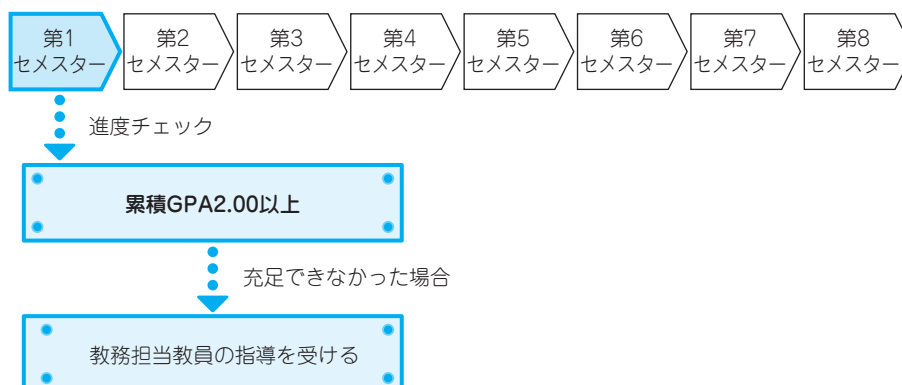 第1
セメスター
第2
セメスター
第3
セメスター
第4
セメスター
第5
セメスター
第6
セメスター
第7
セメスター
第8
セメスター
進度チェック
累積GPA2.00以上
充足できなかった場合
教務担当教員の指導を受ける